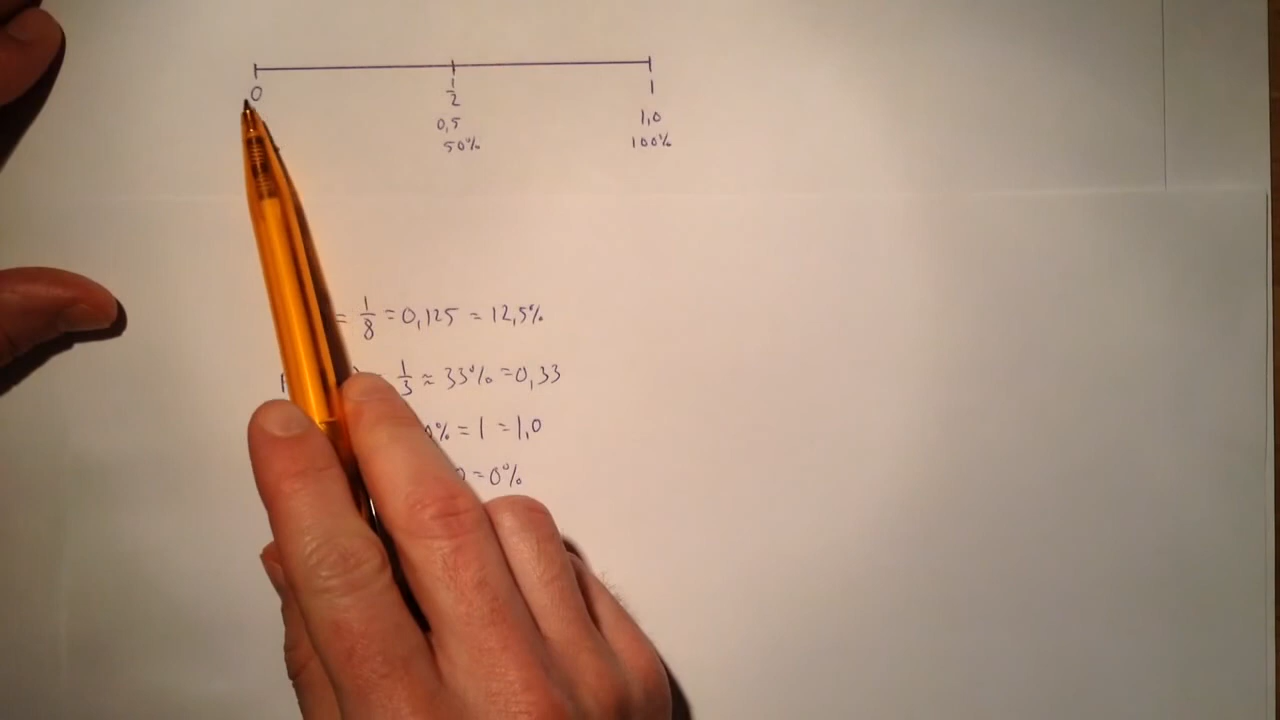 0 1/2 1
0,5 1,0
50% 100%
= 1/8 = 0,125 = 12,5%
1/3 ≈ 33% = 0,33
% = 1 = 1,0
= 0%